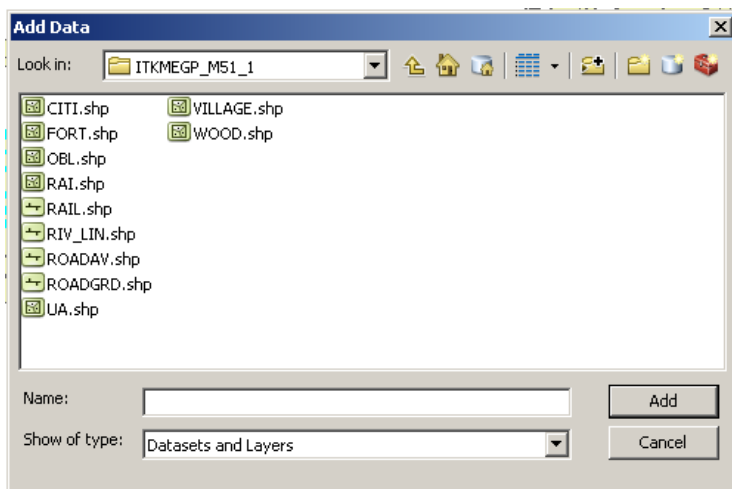 Add Data
Look in: ITKMEGP_M51_1
CITI.shp
FORT.shp
OBL.shp
RAI.shp
RAIL.shp
RIV_LIN.shp
ROADAV.shp
ROADGRD.shp
UA.shp
VILLAGE.shp
WOOD.shp
Name:
Add
Show of type: Datasets and Layers
Cancel